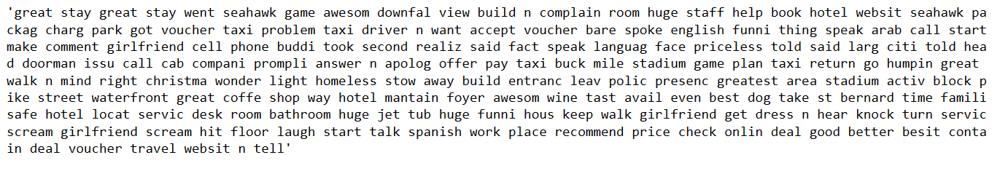 'great stay great stay went seahawk game awesom downfal view build n complain room huge staff help book hotel websit seahawk pa
ckag charg park got voucher taxi problem taxi driver n want accept voucher bare spoke english funni thing speak arab call start
make comment girlfriend cell phone buddi took second realiz said fact speak languag face priceless told said larg citi told hea
d doorman issu call cab compani prompli answer n apolog offer pay taxi buck mile stadium game plan taxi return go humpin great
walk n mind right christma wonder light homeless stow away build entranc leav polic presenc greatest area stadium activ block p
ike street waterfront great coffe shop way hotel mantain foyer awesom wine tast avail even best dog take st bernard time famili
safe hotel locat servic desk room bathroom huge jet tub huge funni hous keep walk girlfriend get dress n hear knock turn servic
scream girlfriend scream hit floor laugh start talk spanish work place recommend price check onlin deal good better besit conta
in deal voucher travel websit n tell'